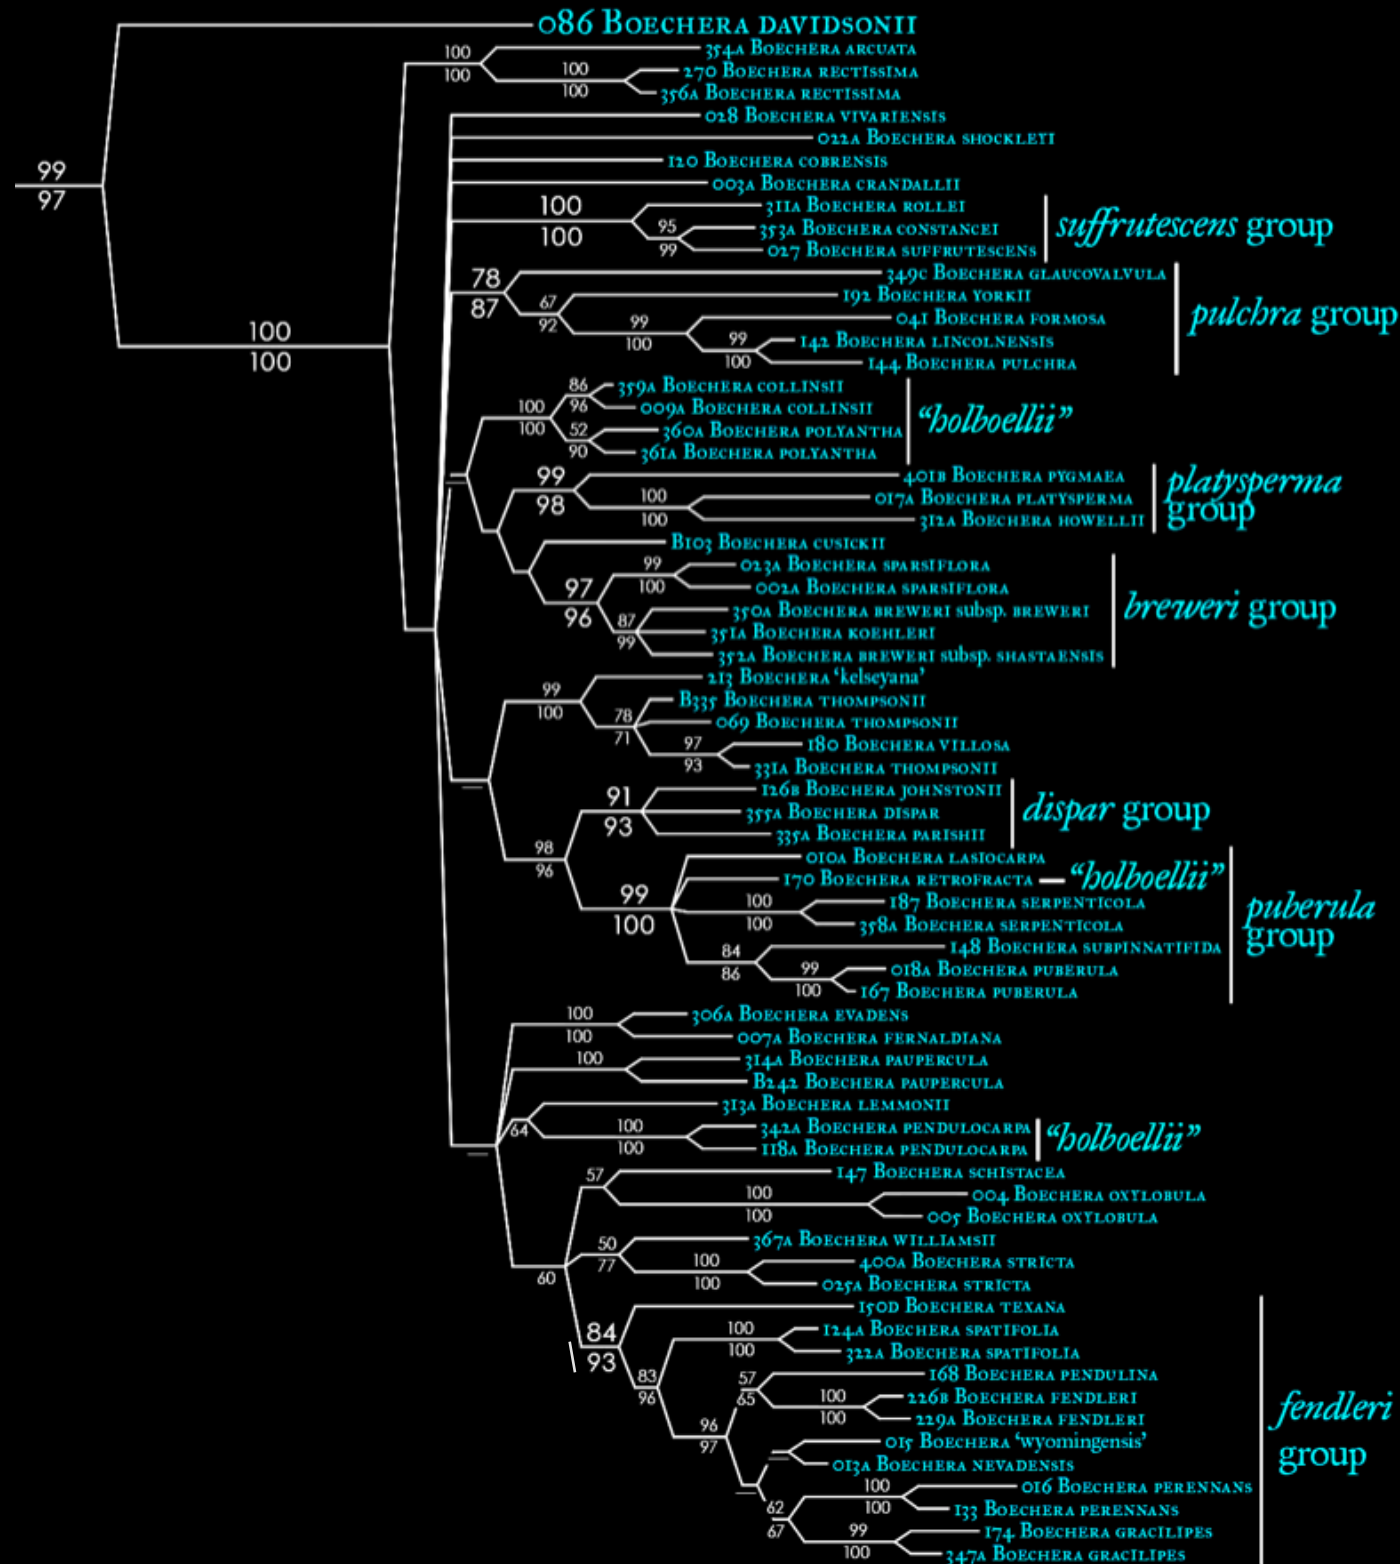 086 Boechera davidsonii
100
354A Boechera arcuata
100
100
270 Boechera rectissima
100
356A Boechera rectissima
028 Boechera vivariensis
022A Boechera shockleyi
120 Boechera cobrensis
99
003A Boechera crandallii
97
100
311A Boechera rollei
100
95
353A Boechera constancei
99
027 Boechera suffrutescens
suffrutescens group
78
349C Boechera glaucovalvula
87
67
192 Boechera yorkii
92
99
041 Boechera formosa
100
99
142 Boechera lincolnensis
100
144 Boechera pulchra
pulchra group
100
100
86
359A Boechera collinsii
96
009A Boechera collinsii
100
100
52
360A Boechera polyantha
90
361A Boechera polyantha
“holboellii”
99
401B Boechera pygmaea
98
100
017A Boechera platysperma
100
312A Boechera howellii
platysperma
group
B103 Boechera cusickii
99
023A Boechera sparsiflora
100
002A Boechera sparsiflora
97
96
87
350A Boechera breweri subsp. breweri
351A Boechera koehleri
99
352A Boechera breweri subsp. shastaensis
breweri group
99
213 Boechera ‘kelseyana’
100
B335 Boechera thompsonii
78
069 Boechera thompsonii
71
97
180 Boechera villosa
93
331A Boechera thompsonii
91
126B Boechera johnstonii
355A Boechera dispar
93
335A Boechera parishii
dispar group
98
96
010A Boechera lasiocarpa
99
170 Boechera retrofracta
“holboellii”
100
100
187 Boechera serpenticola
100
358A Boechera serpenticola
84
148 Boechera subpinnatifida
86
99
018A Boechera puberula
100
167 Boechera puberula
puberula
group
100
306A Boechera evadens
100
007A Boechera fernaldiana
100
314A Boechera paupercula
B242 Boechera paupercula
313A Boechera lemmonii
64
100
342A Boechera pendulocarpa
100
118A Boechera pendulocarpa
“holboellii”
57
147 Boechera schistacea
100
004 Boechera oxylobula
100
005 Boechera oxylobula
50
367A Boechera williamsii
77
100
400A Boechera stricta
60
100
025A Boechera stricta
150D Boechera texana
84
93
100
124A Boechera spatifolia
100
322A Boechera spatifolia
83
96
57
168 Boechera pendulina
65
100
226B Boechera fendleri
100
229A Boechera fendleri
96
97
015 Boechera ‘wyomingensis’
013A Boechera nevadensis
100
016 Boechera perennans
100
133 Boechera perennans
62
67
99
174 Boechera gracilipes
100
347A Boechera gracilipes
fendleri
group